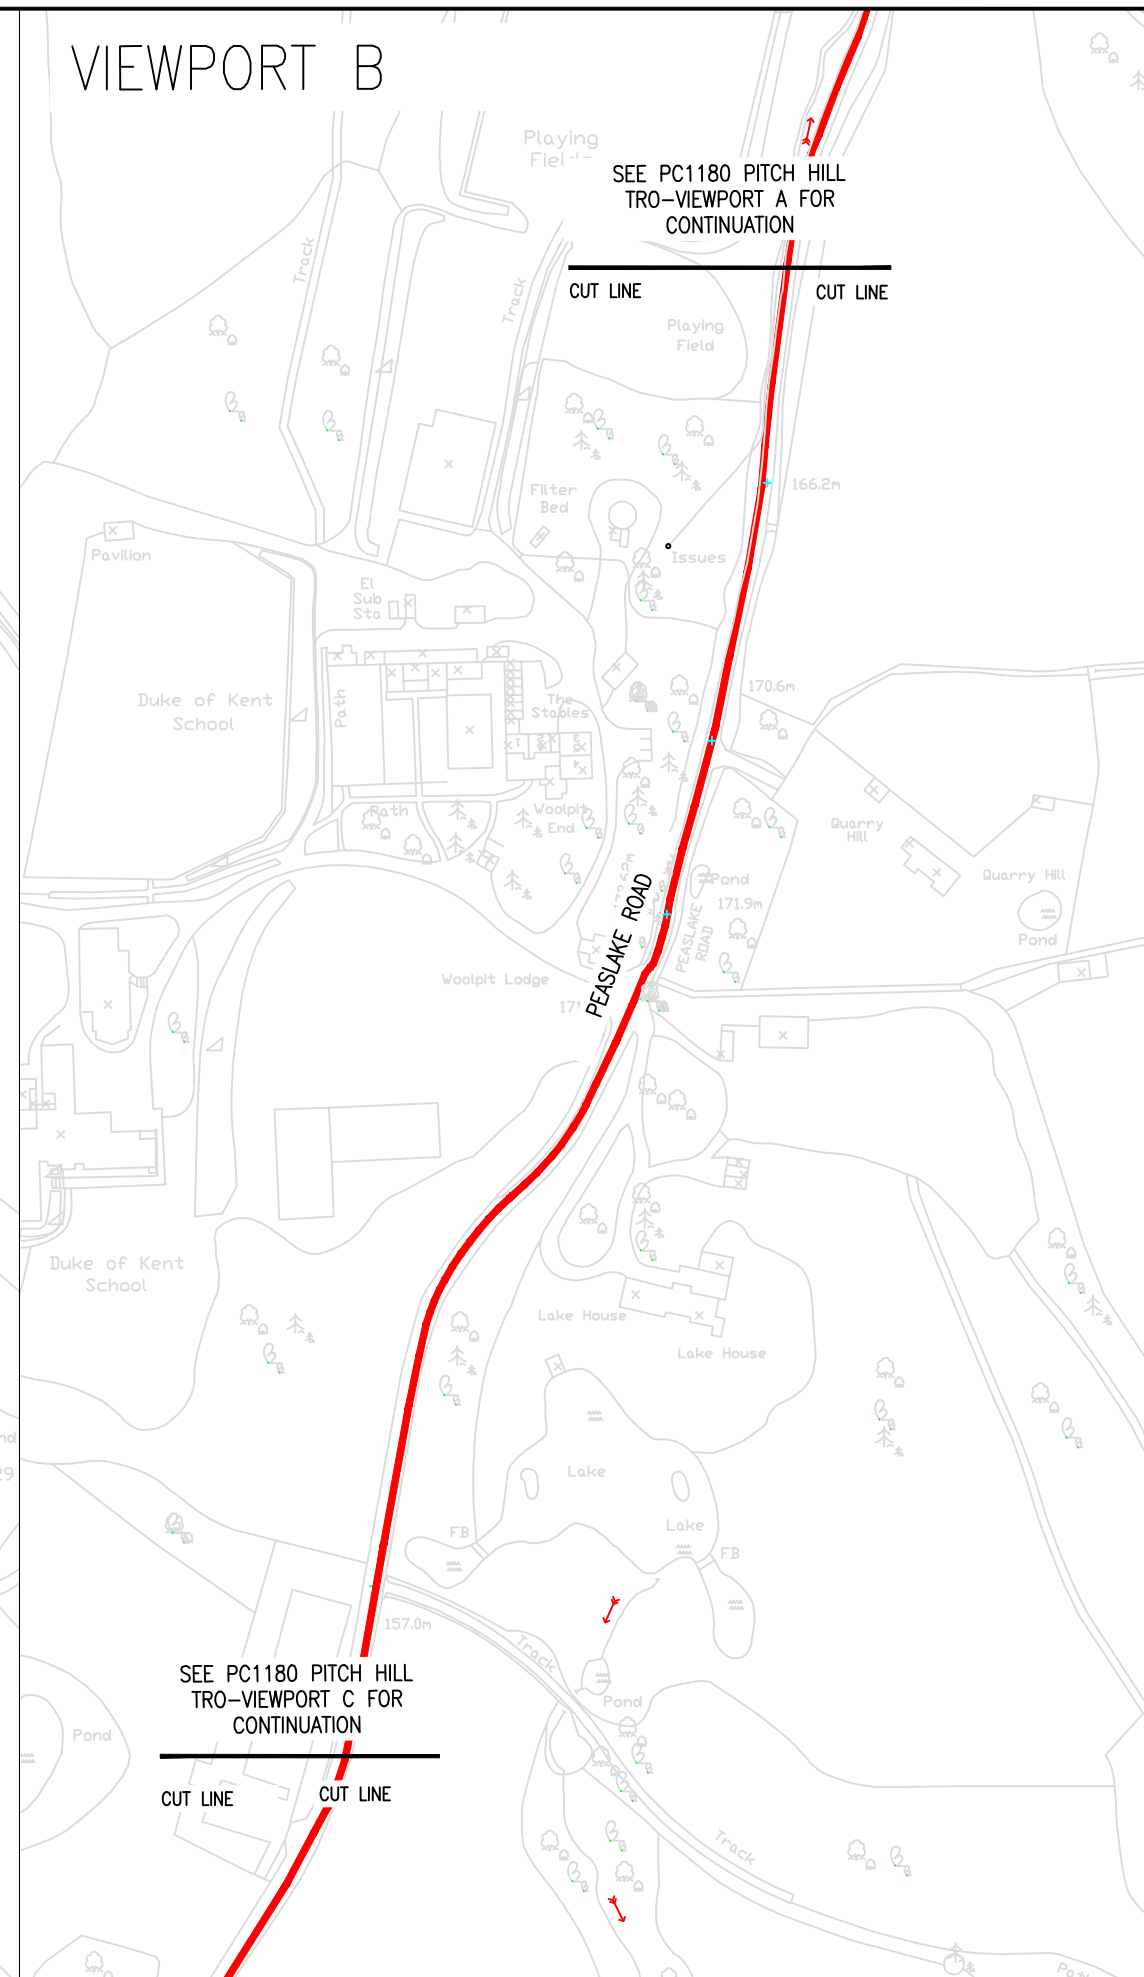 VIEWPORT B
Playing
SEE PC1180 PITCH HILL
TRO-VIEWPORT A FOR
CONTINUATION
CUT LINE
CUT LINE
Track
Track
Playing
Field
166.2m
Filter
Bed
Pavilion
Issues
El
Sub
Sta
Duke of Kent
School
Path
The
Stables
170.6m
Path
Woolpit
End
Quarry
Hill
Quarry Hill
Pond
171.9m
PEASLAKE ROAD
PEASLAKE
ROAD
Pond
Woolpit Lodge
Duke of Kent
School
Lake House
Lake House
Lake
Lake
FB
FB
157.0m
Track
SEE PC1180 PITCH HILL
TRO-VIEWPORT C FOR
CONTINUATION
Pond
Pond
CUT LINE
CUT LINE
Track